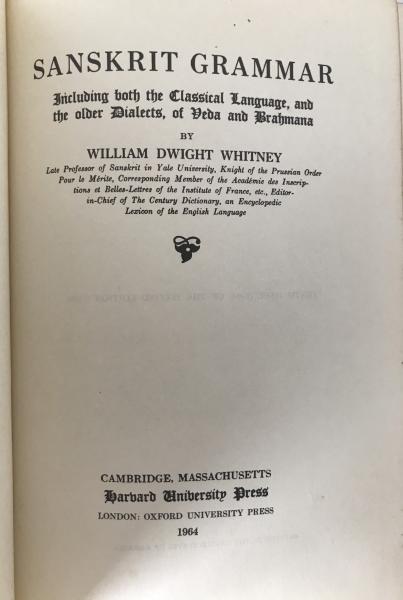 SANSKRIT GRAMMAR
Including both the Classical Language, and
the older Dialects, of Veda and Brahmana
BY
WILLIAM DWIGHT WHITNEY
Late Professor of Sanskrit in Yale University, Knight of the Prussian Order
Pour le Mérite, Corresponding Member of the Académie des Inscrip-
tions et Belles-Lettres of the Institute of France, etc., Editor-
in-Chief of The Century Dictionary, an Encyclopedic
Lexicon of the English Language
CAMBRIDGE, MASSACHUSETTS
Harvard University Press
LONDON: OXFORD UNIVERSITY PRESS
1964